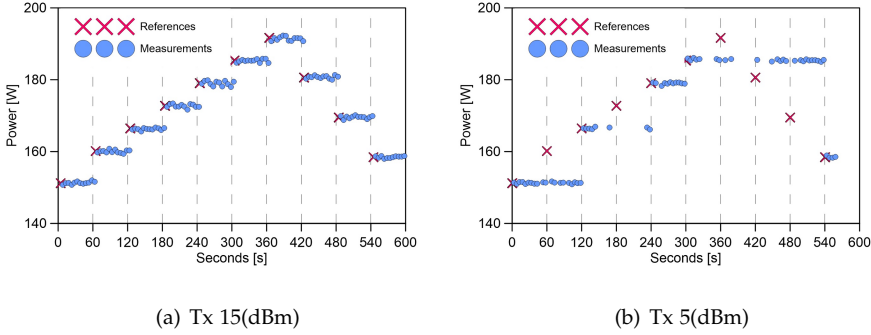 200
180
160
140
Power [W]
References
Measurements
0 60 120 180 240 300 360 420 480 540 600
Seconds [s]
(a) Tx 15(dBm)
200
180
160
140
Power [W]
References
Measurements
0 60 120 180 240 300 360 420 480 540 600
Seconds [s]
(b) Tx 5(dBm)